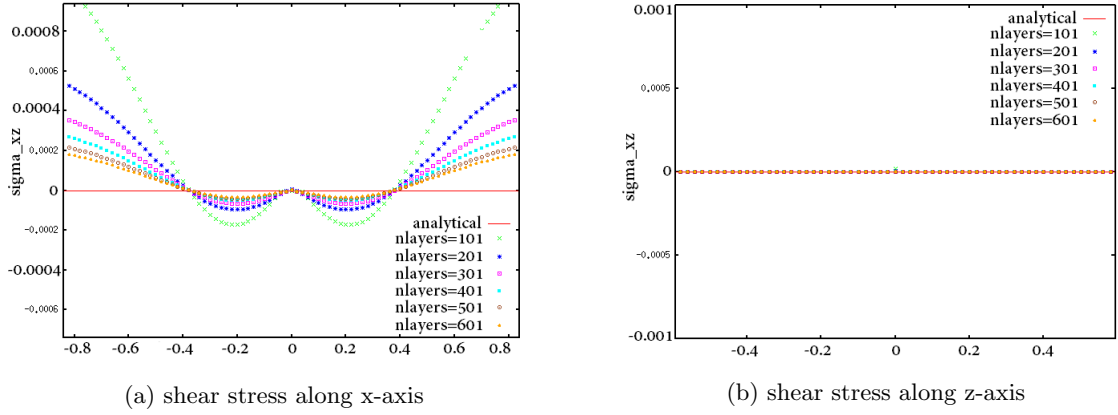 0.0008
0.0006
0.0004
0.0002
0
-0.0002
-0.0004
-0.0006
sigma_xz
analytical
nlayers=101
nlayers=201
nlayers=301
nlayers=401
nlayers=501
nlayers=601
-0.8 -0.6 -0.4 -0.2 0 0.2 0.4 0.6 0.8
(a) shear stress along x-axis
0.001
0.0005
0
-0.0005
-0.001
sigma_xz
analytical
nlayers=101
nlayers=201
nlayers=301
nlayers=401
nlayers=501
nlayers=601
-0.4 -0.2 0 0.2 0.4
(b) shear stress along z-axis